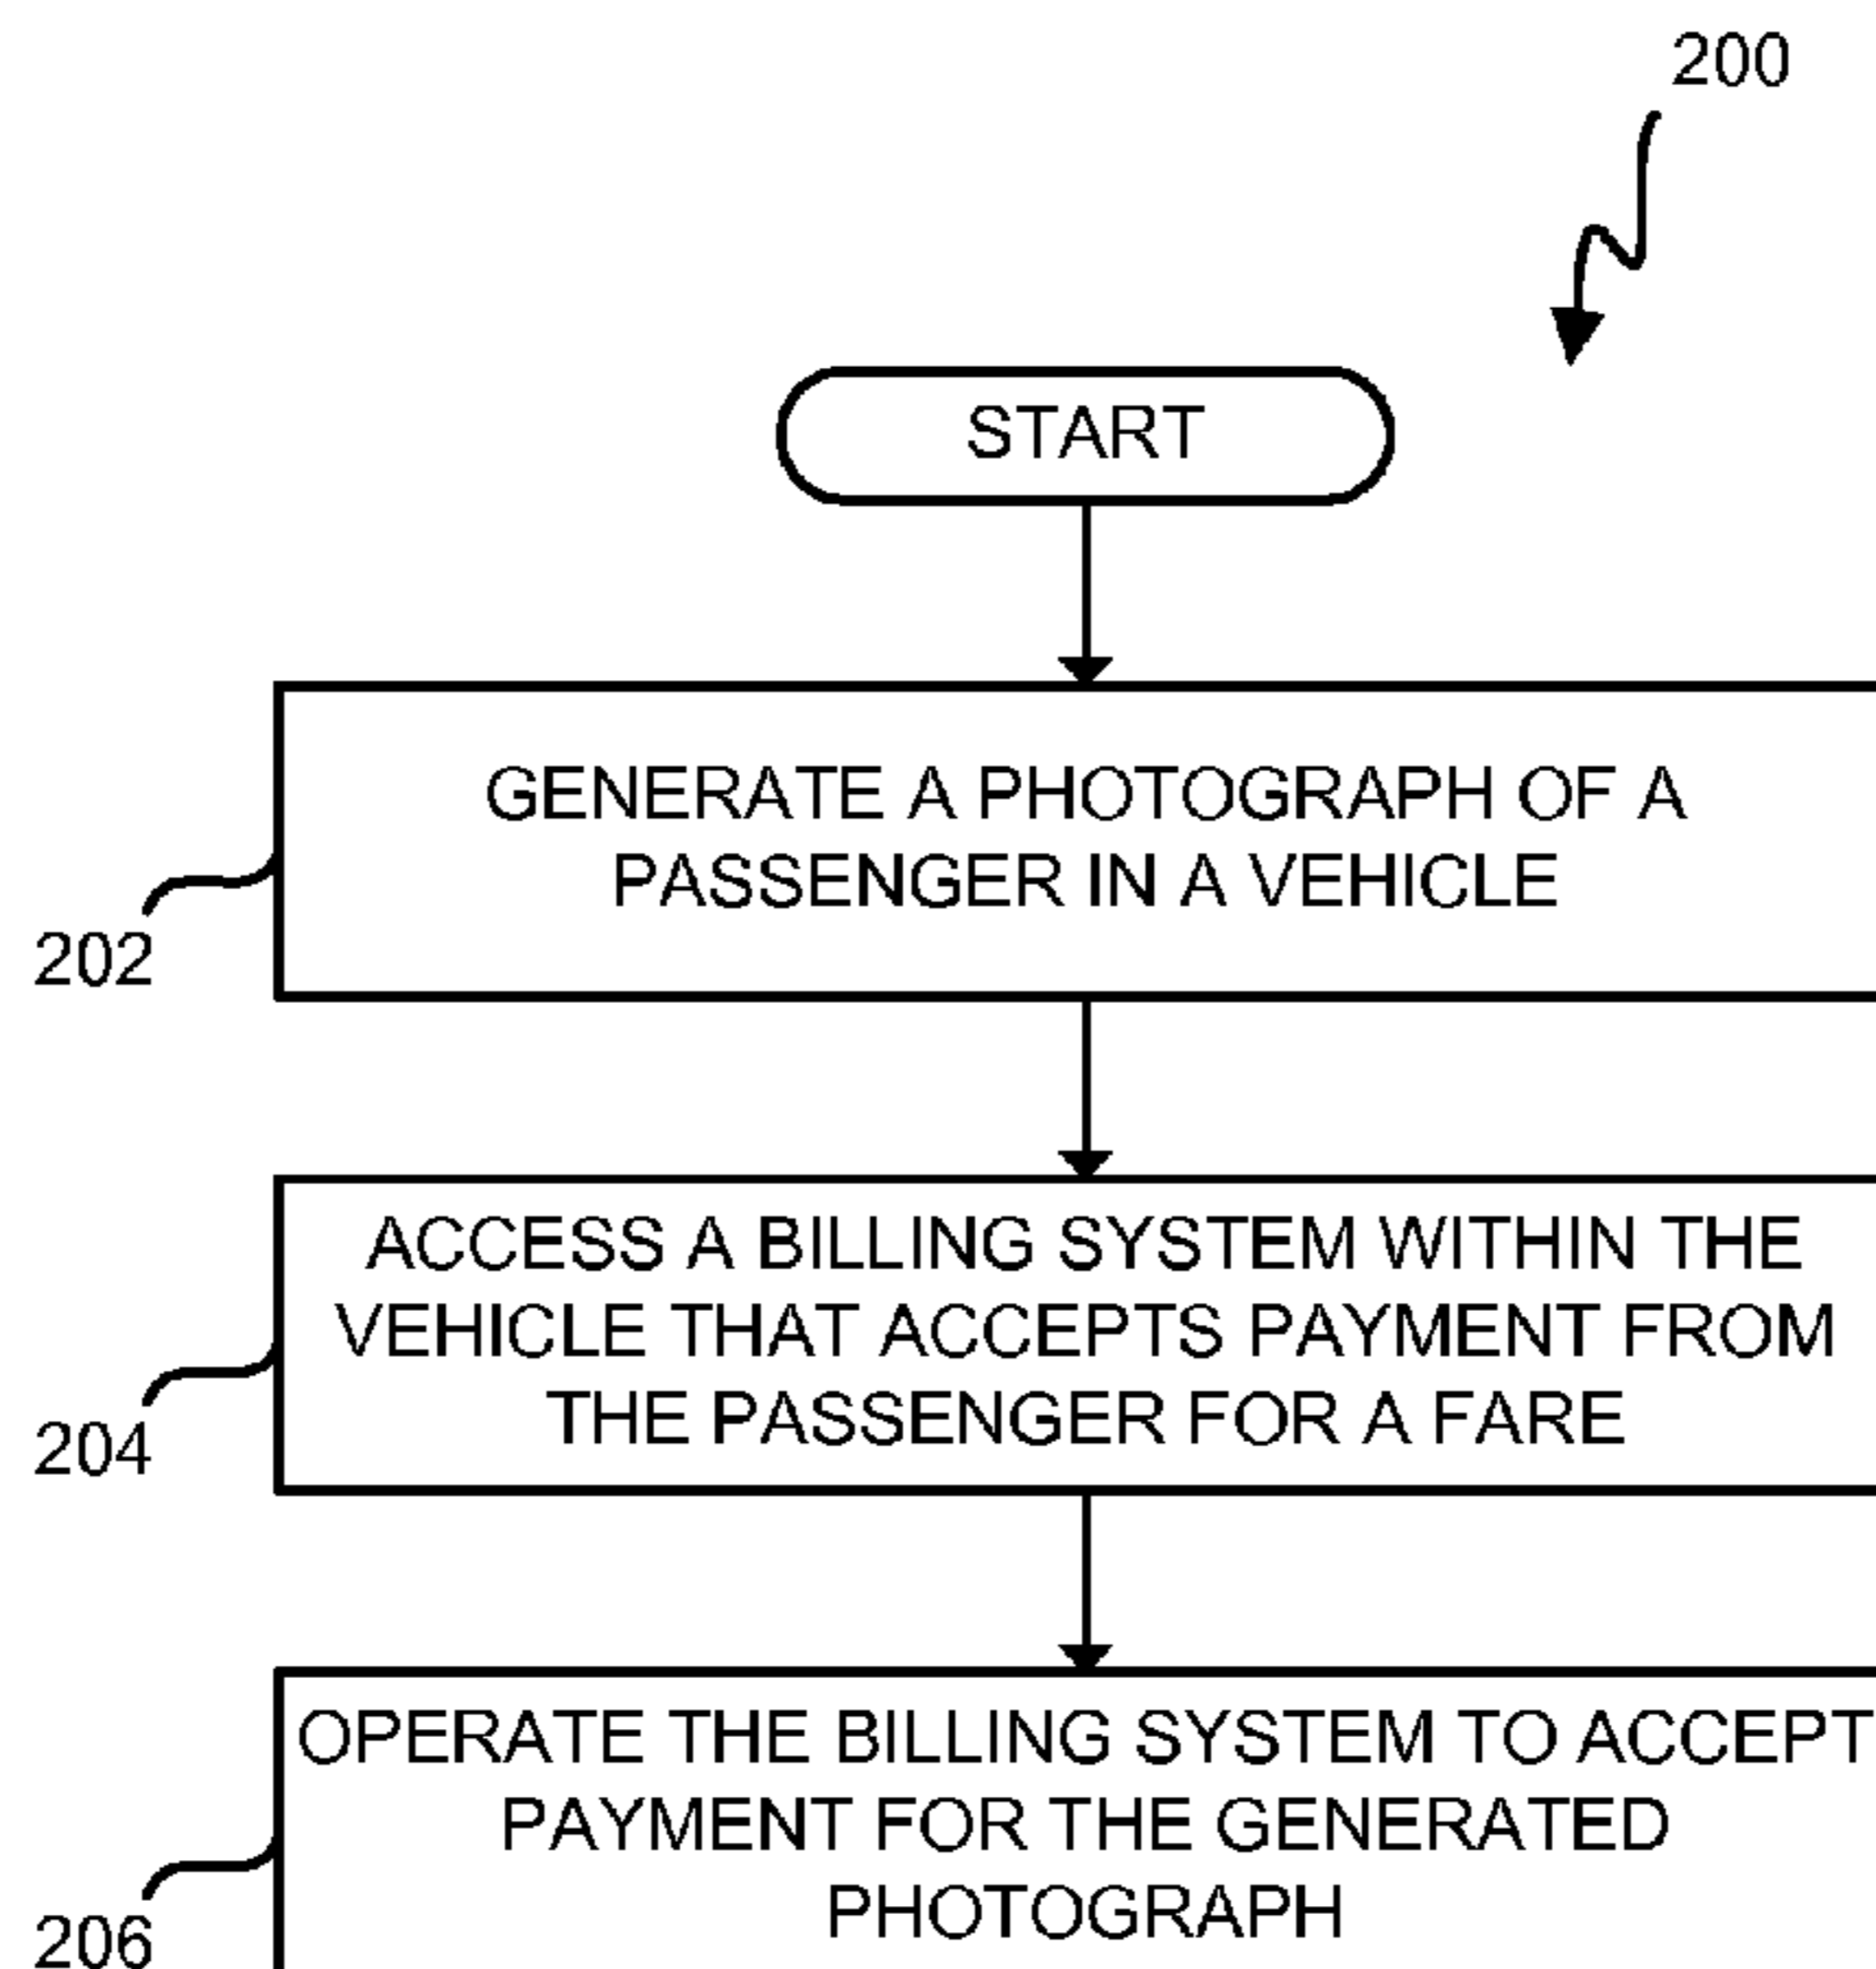 200
START
GENERATE A PHOTOGRAPH OF A
PASSENGER IN A VEHICLE
202
ACCESS A BILLING SYSTEM WITHIN THE
VEHICLE THAT ACCEPTS PAYMENT FROM
THE PASSENGER FOR A FARE
204
OPERATE THE BILLING SYSTEM TO ACCEPT
PAYMENT FOR THE GENERATED
PHOTOGRAPH
206